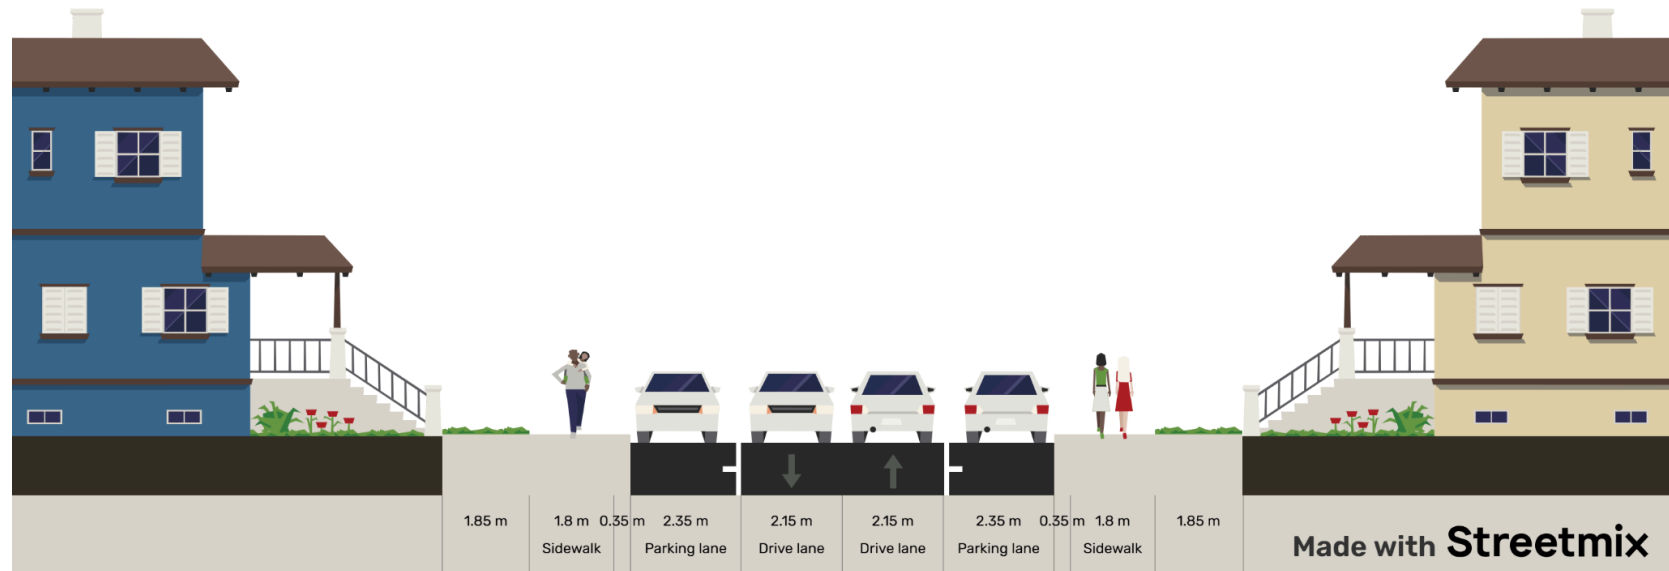 1.85 m 1.8 m 0.35 m 2.35 m 2.15 m 2.15 m 2.35 m 0.35 m 1.8 m 1.85 m
Sidewalk Parking lane Drive lane Drive lane Parking lane Sidewalk
Made with Streetmix